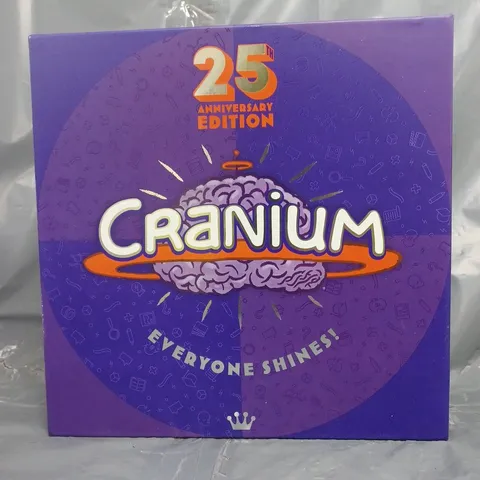 25TH
ANNIVERSARY
EDITION
CRANIUM
EVERYONE SHINES!